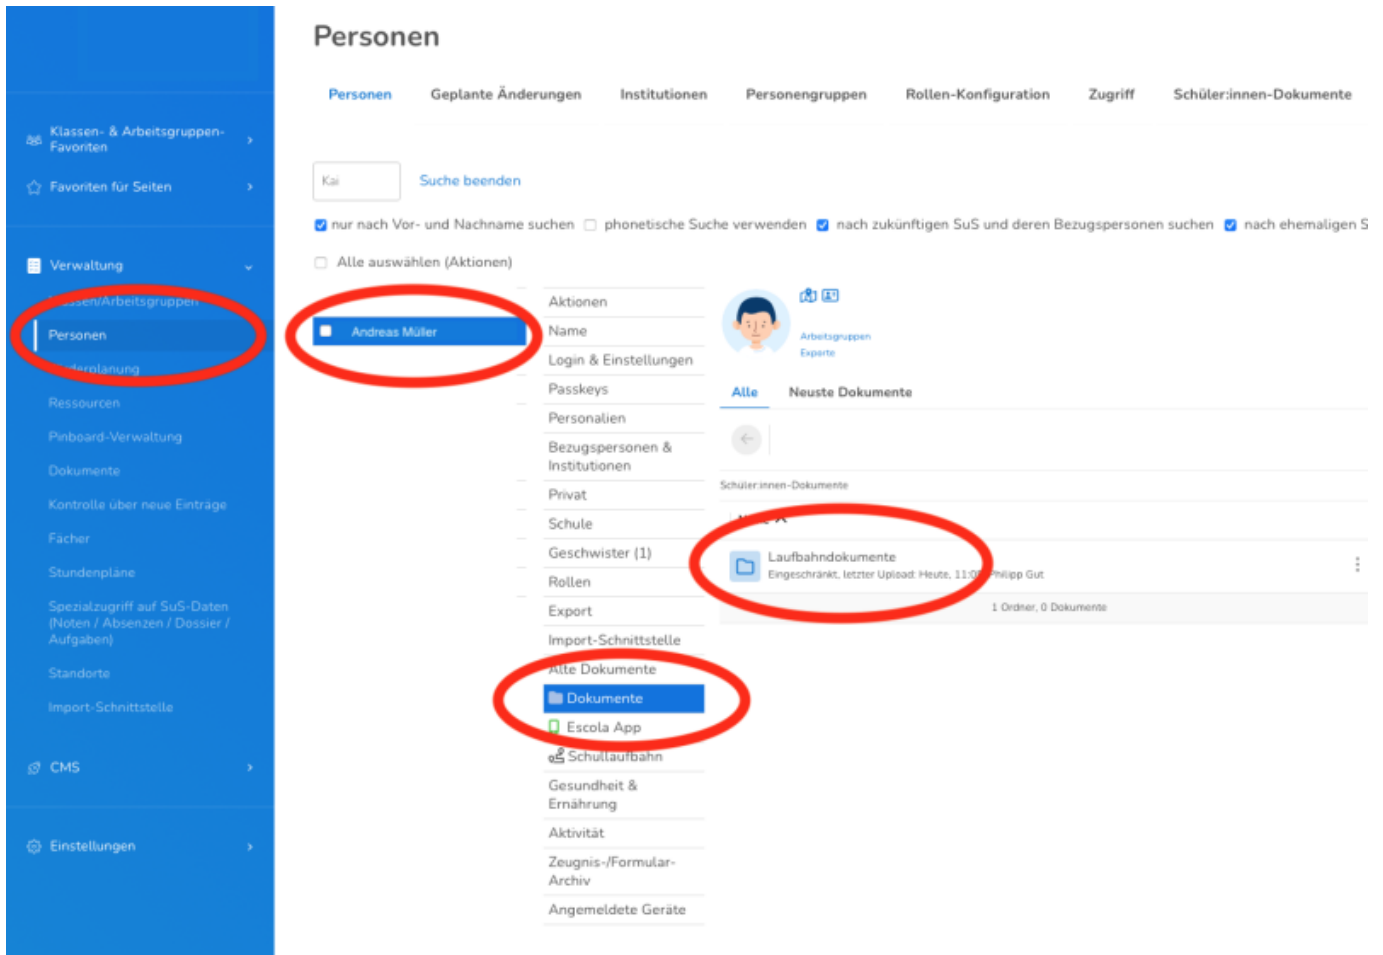 Personen
Personen Geplante Änderungen Institutionen Personengruppen Rollen-Konfiguration Zugriff Schüler:innen-Dokumente
Klassen- & Arbeitsgruppen-
Favoriten
Favoriten für Seiten
Verwaltung
Personen
Ressourcen
Pinboard-Verwaltung
Dokumente
Kontrolle über neue Einträge
Fächer
Stundenpläne
Spezialzugriff auf SuS-Daten
(Noten / Absenzen / Dossier /
Aufgaben)
Standorte
Import-Schnittstelle
CMS
Einstellungen
Kai Suche beenden
nur nach Vor- und Nachname suchen phonetische Suche verwenden nach zukünftigen SuS und deren Bezugspersonen suchen nach ehemaligen S
Alle auswählen (Aktionen)
Andreas Müller
Aktionen
Name
Login & Einstellungen
Passkeys
Personalien
Bezugspersonen &
Institutionen
Privat
Schule
Geschwister (1)
Rollen
Export
Import-Schnittstelle
Alte Dokumente
Dokumente
Escola App
Schullaufbahn
Gesundheit &
Ernährung
Aktivität
Zeugnis-/Formular-
Archiv
Angemeldete Geräte
Arbeitsgruppen
Exporte
Alle Neuste Dokumente
Schüler:innen-Dokumente
Laufbahndokumente
Eingeschränkt, letzter Upload: Heute, Philipp Gut
1 Ordner, 0 Dokumente